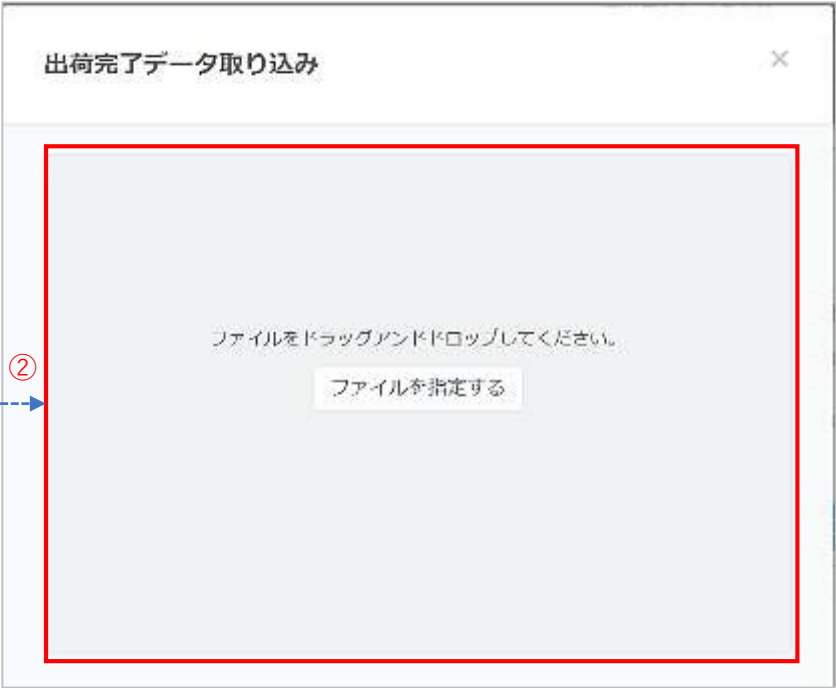 出荷完了データ取り込み
×
ファイルをドラッグアンドドロップしてください。
②
ファイルを指定する